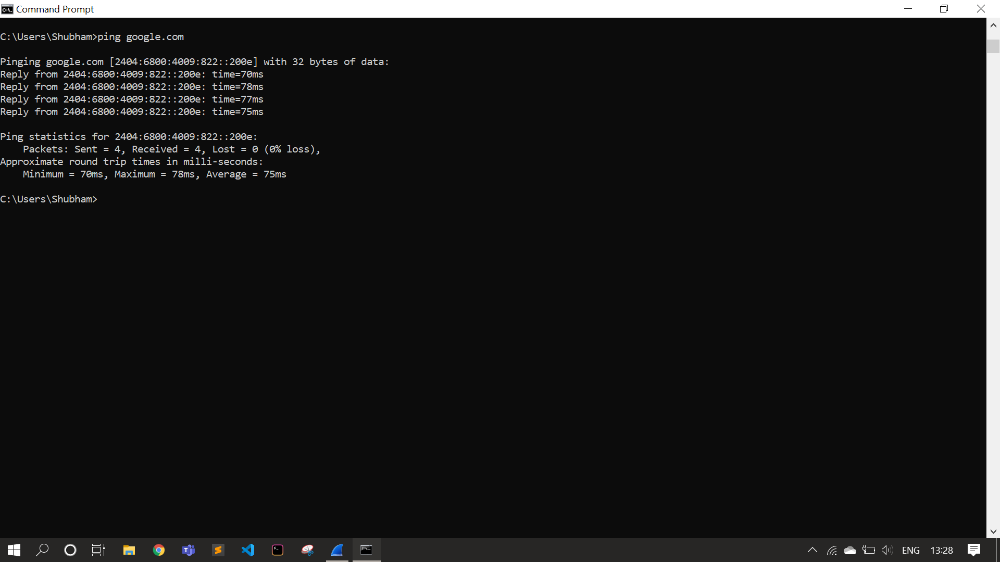 Command Prompt
C:\Users\Shubham>ping google.com
Pinging google.com [2404:6800:4009:822::200e] with 32 bytes of data:
Reply from 2404:6800:4009:822::200e: time=70ms
Reply from 2404:6800:4009:822::200e: time=78ms
Reply from 2404:6800:4009:822::200e: time=77ms
Reply from 2404:6800:4009:822::200e: time=75ms
Ping statistics for 2404:6800:4009:822::200e:
    Packets: Sent = 4, Received = 4, Lost = 0 (0% loss),
Approximate round trip times in milli-seconds:
    Minimum = 70ms, Maximum = 78ms, Average = 75ms
C:\Users\Shubham>
ENG 13:28